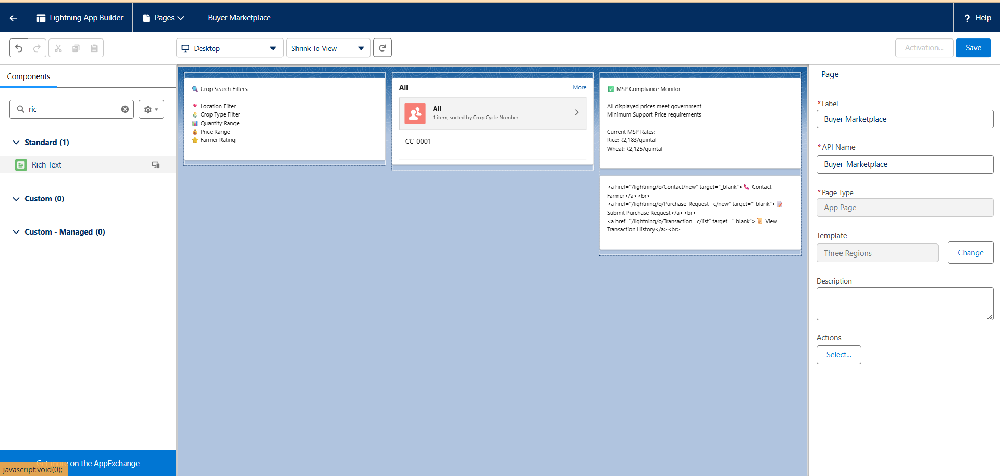 Lightning App Builder
Pages
Buyer Marketplace
? Help
Desktop
Shrink To View
Activation...
Save
Components
ric
Standard (1)
Rich Text
Custom (0)
Custom - Managed (0)
Get more on the AppExchange
javascript:void(0);
🔍 Crop Search Filters
📍 Location Filter
🌾 Crop Type Filter
📊 Quantity Range
💰 Price Range
⭐ Farmer Rating
All
More
All
1 item, sorted by Crop Cycle Number
CC-0001
✅ MSP Compliance Monitor
All displayed prices meet government
Minimum Support Price requirements
Current MSP Rates:
Rice: ₹2,183/quintal
Wheat: ₹2,125/quintal
<a href="/lightning/o/Contact/new" target="_blank"> 📞 Contact
Farmer</a><br>
<a href="/lightning/o/Purchase_Request__c/new" target="_blank"> 📝
Submit Purchase Request</a><br>
<a href="/lightning/o/Transaction__c/list" target="_blank"> 📜 View
Transaction History</a><br>
Page
*Label
Buyer Marketplace
*API Name
Buyer_Marketplace
*Page Type
App Page
Template
Three Regions
Change
Description
Actions
Select...